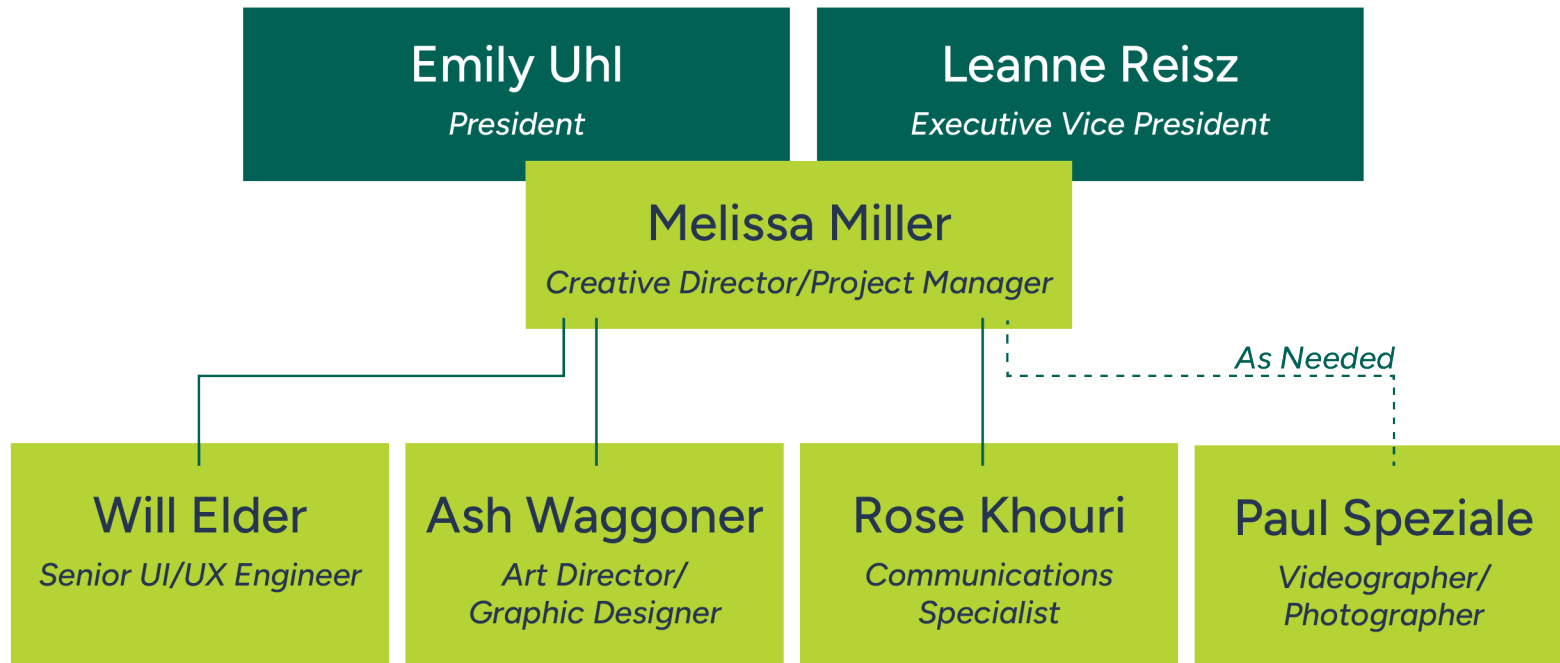 Emily Uhl
President
Leanne Reisz
Executive Vice President
Melissa Miller
Creative Director/Project Manager
As Needed
Will Elder
Senior UI/UX Engineer
Ash Waggoner
Art Director/
Graphic Designer
Rose Khouri
Communications
Specialist
Paul Speziale
Videographer/
Photographer